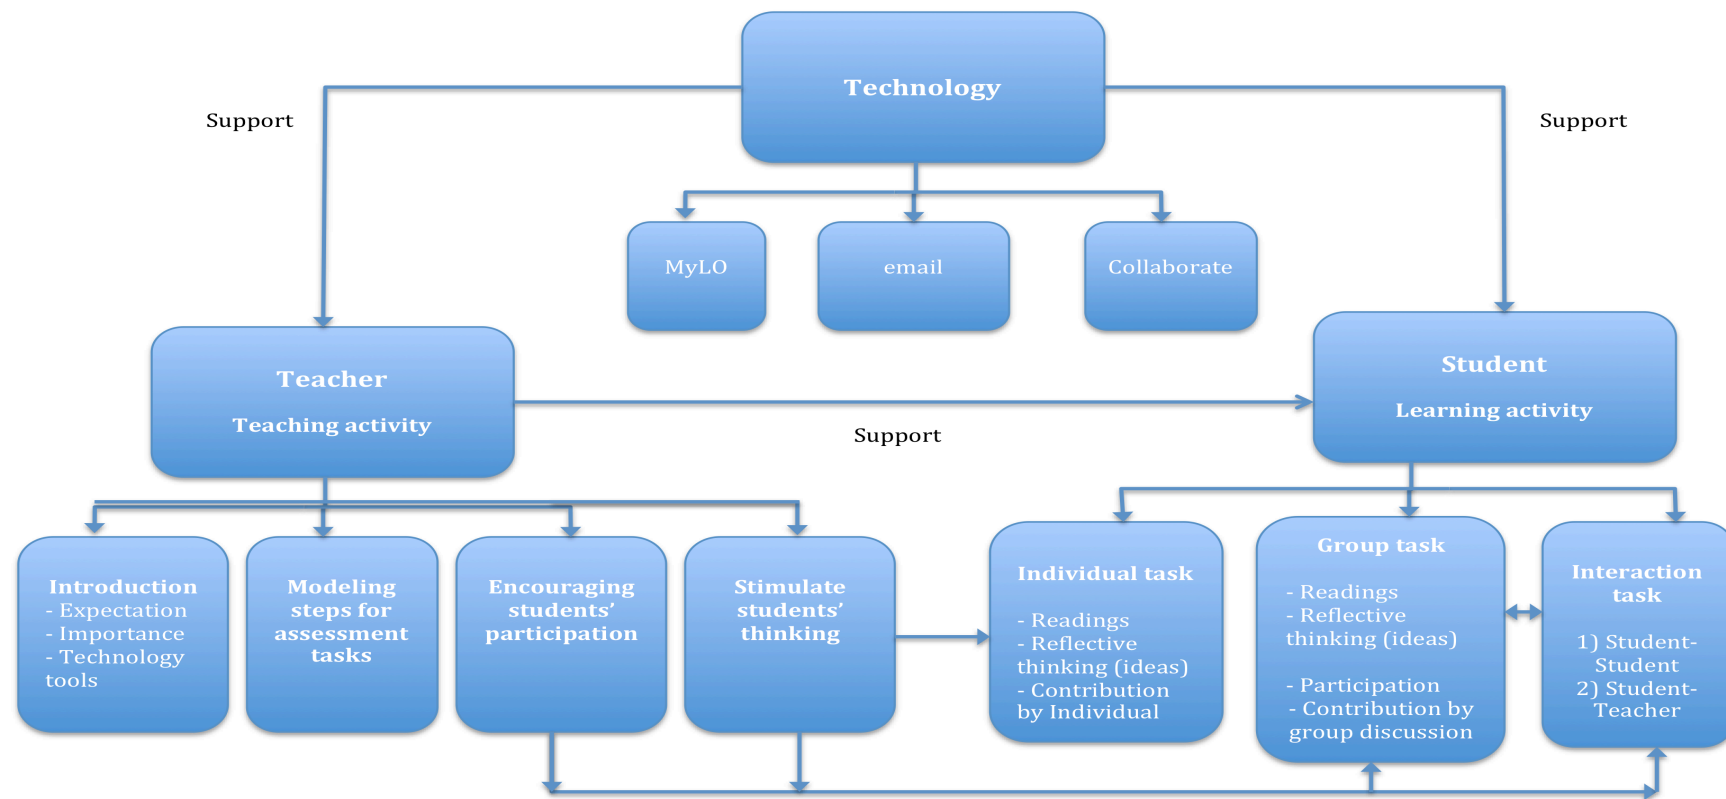 Technology
Support
Support
MyLO
email
Collaborate
Teacher
Teaching activity
Student
Learning activity
Support
Introduction
- Expectation
- Importance
- Technology
tools
Modeling
steps for
assessment
tasks
Encouraging
students’
participation
Stimulate
students’
thinking
Individual task
- Readings
- Reflective
thinking (ideas)
- Contribution
by Individual
Group task
- Readings
- Reflective
thinking (ideas)
- Participation
- Contribution by
group discussion
Interaction
task
1) Student-
Student
2) Student-
Teacher